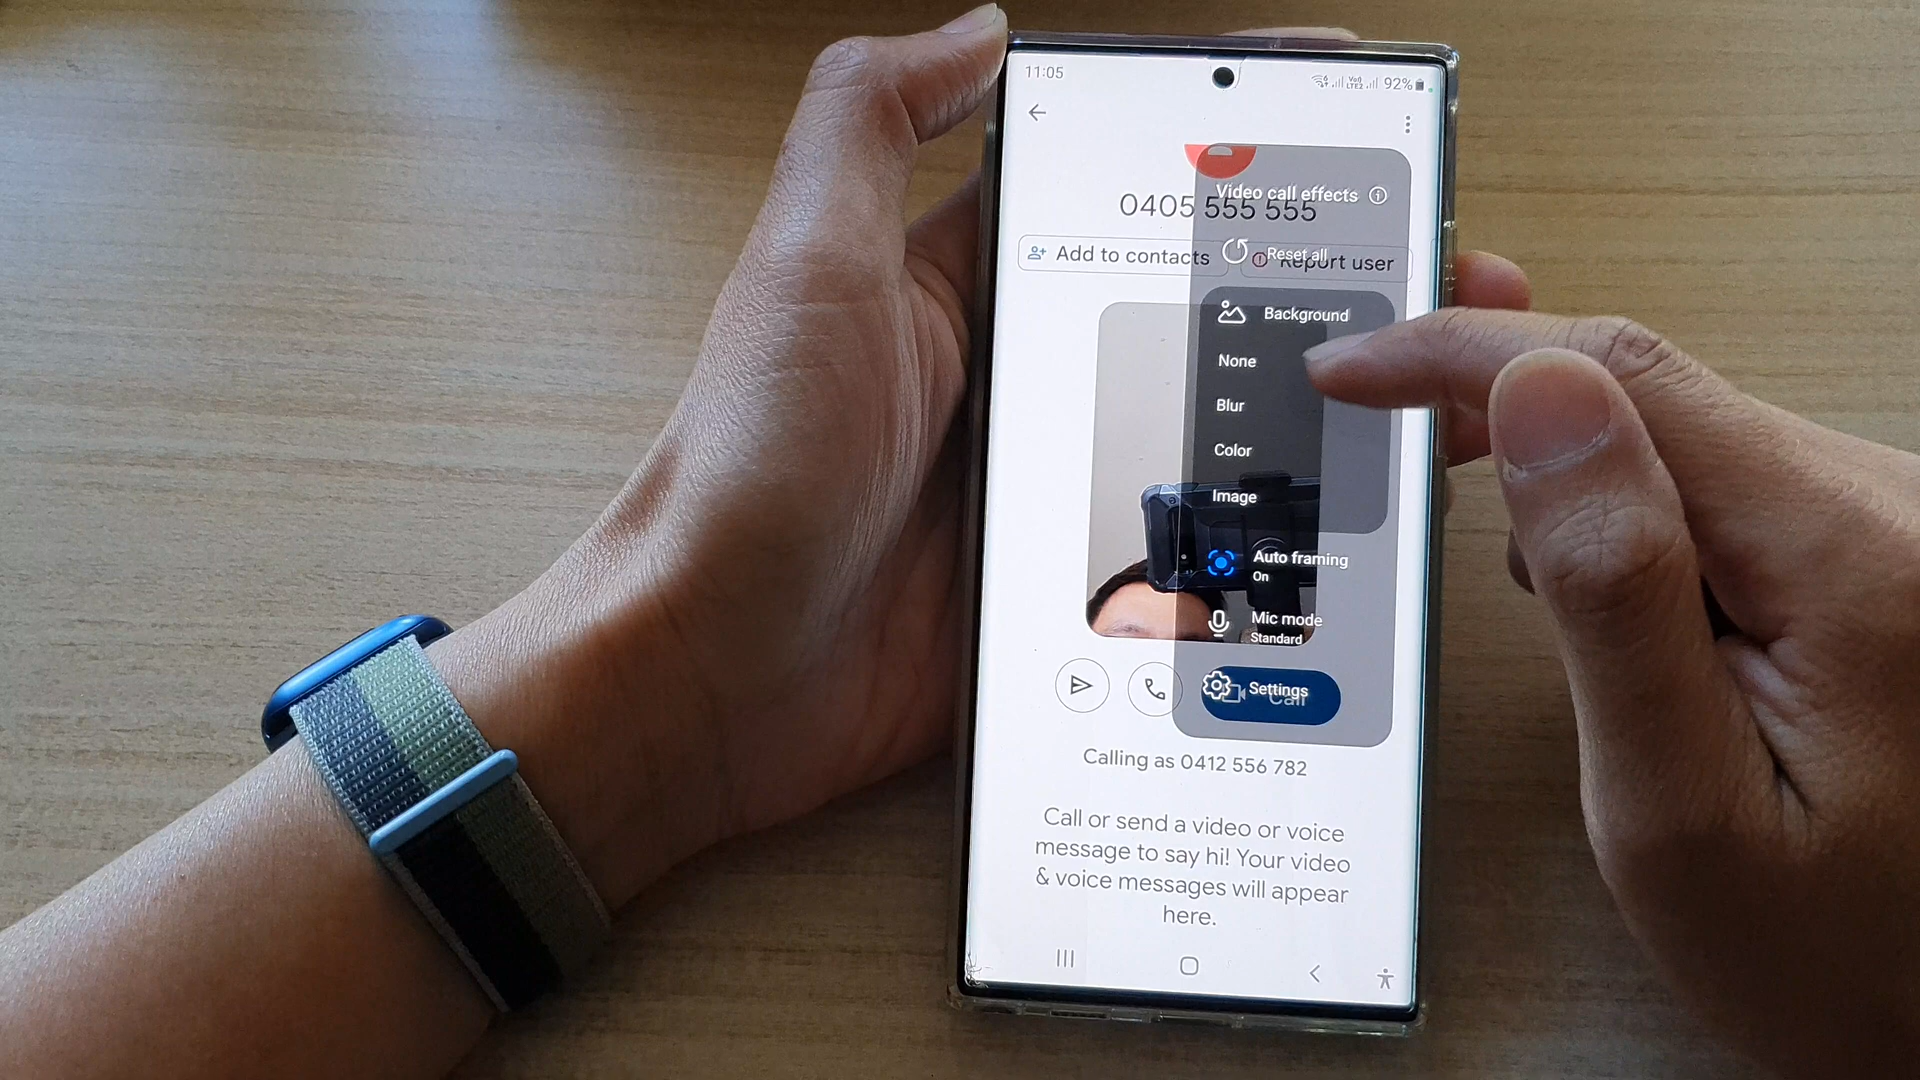 11:05
92%
Video call effects
0405 555 555
Reset all
Add to contacts
Report user
Background
None
Blur
Color
Image
Auto framing
On
Mic mode
Standard
Settings
Call
Calling as 0412 556 782
Call or send a video or voice
message to say hi! Your video
& voice messages will appear
here.